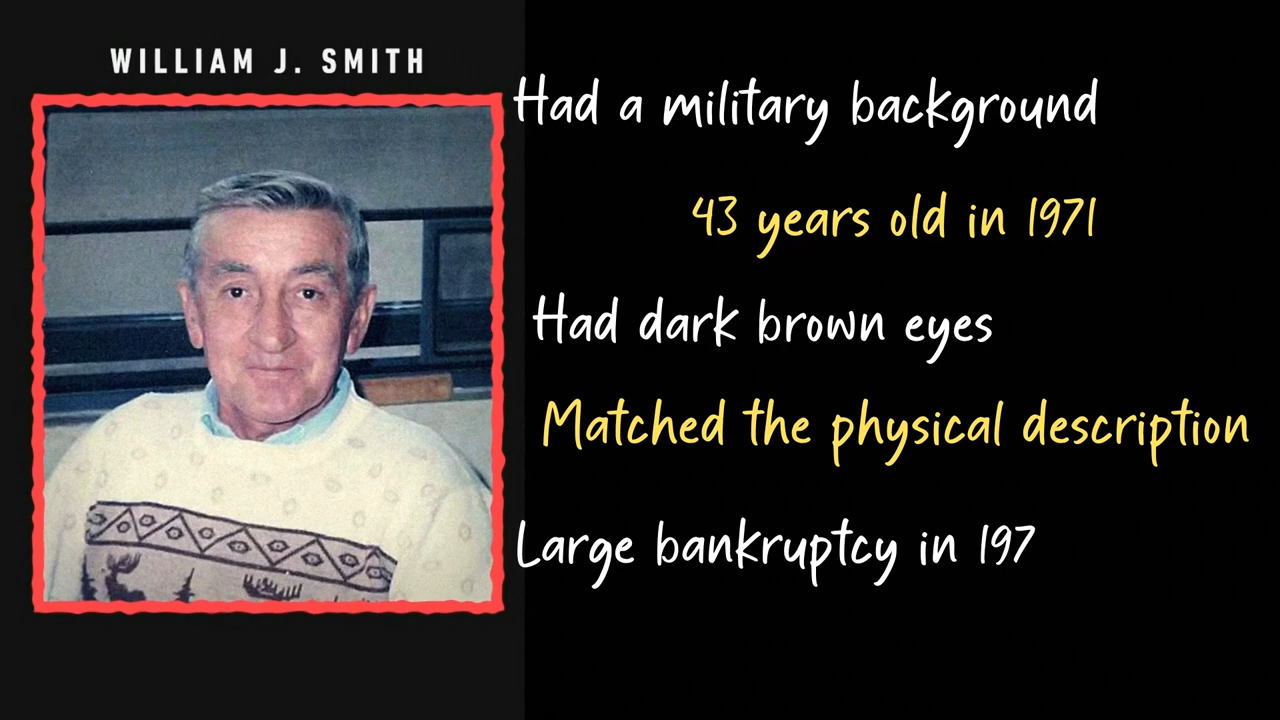 WILLIAM J. SMITH
Had a military background
43 years old in 1971
Had dark brown eyes
Matched the physical description
Large bankruptcy in 197